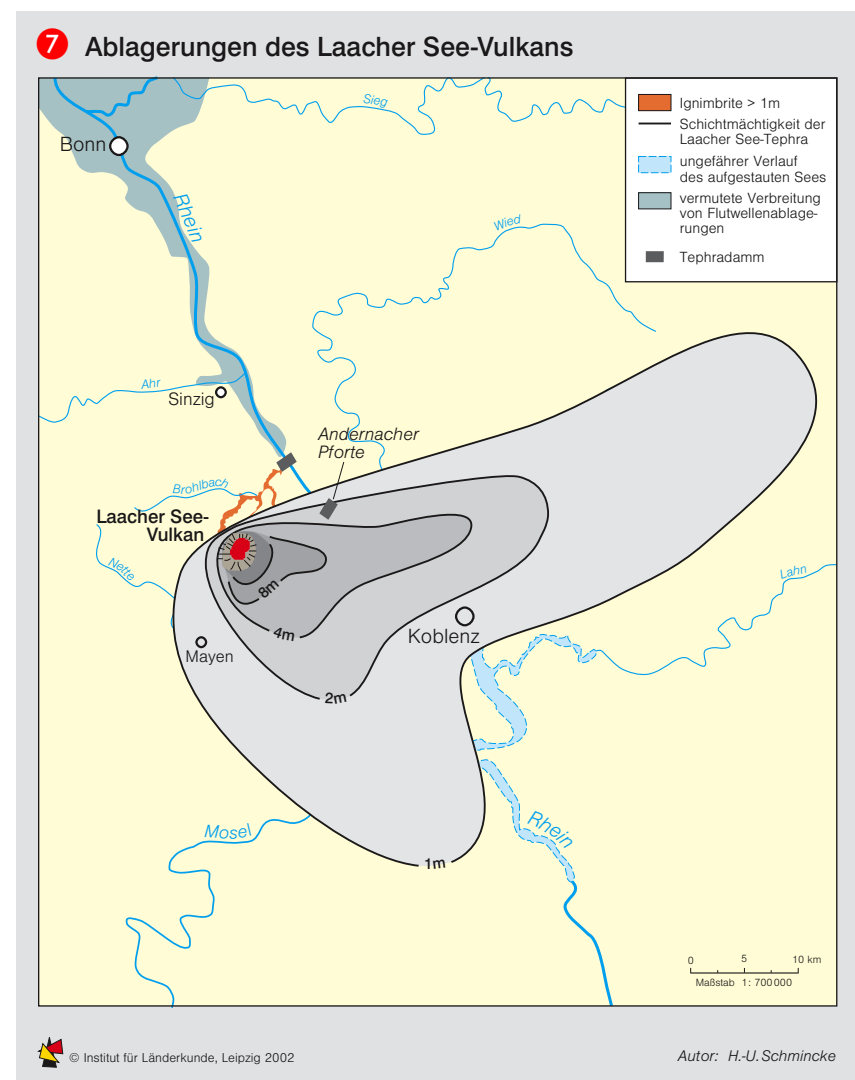 7 Ablagerungen des Laacher See-Vulkans
Ignimbrite > 1m
Schichtmächtigkeit der
Laacher See-Tephra
ungefährer Verlauf
des aufgestauten Sees
vermutete Verbreitung
von Flutwellenablage-
rungen
Tephradamm
Sieg
Bonn
Rhein
Wied
Ahr
Sinzig
Andernacher
Pforte
Brohlbach
Laacher See-
Vulkan
Nette
Lahn
8m
4m
Koblenz
Mayen
2m
Mosel
Rhein
1m
0 5 10 km
Maßstab 1: 700 000
© Institut für Länderkunde, Leipzig 2002
Autor: H.-U. Schmincke